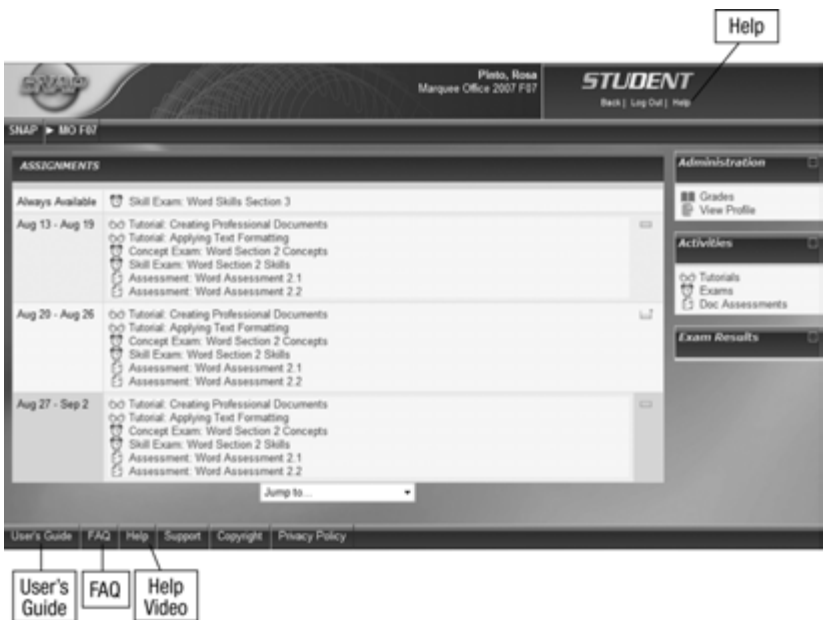 Help
SNAP
Pinto, Rosa
Marquee Office 2007 F07
STUDENT
Back | Log Out | Help
SNAP ► MO F07
ASSIGNMENTS
Always Available Skill Exam: Word Skills Section 3
Aug 13 - Aug 19 Tutorial: Creating Professional Documents
Tutorial: Applying Text Formatting
Concept Exam: Word Section 2 Concepts
Skill Exam: Word Section 2 Skills
Assessment: Word Assessment 2.1
Assessment: Word Assessment 2.2
Aug 20 - Aug 26 Tutorial: Creating Professional Documents
Tutorial: Applying Text Formatting
Concept Exam: Word Section 2 Concepts
Skill Exam: Word Section 2 Skills
Assessment: Word Assessment 2.1
Assessment: Word Assessment 2.2
Aug 27 - Sep 2 Tutorial: Creating Professional Documents
Tutorial: Applying Text Formatting
Concept Exam: Word Section 2 Concepts
Skill Exam: Word Section 2 Skills
Assessment: Word Assessment 2.1
Assessment: Word Assessment 2.2
Jump to...
Administration
Grades
View Profile
Activities
Tutorials
Exams
Doc Assessments
Exam Results
User's Guide FAQ Help Support Copyright Privacy Policy
User's Guide
FAQ
Help Video